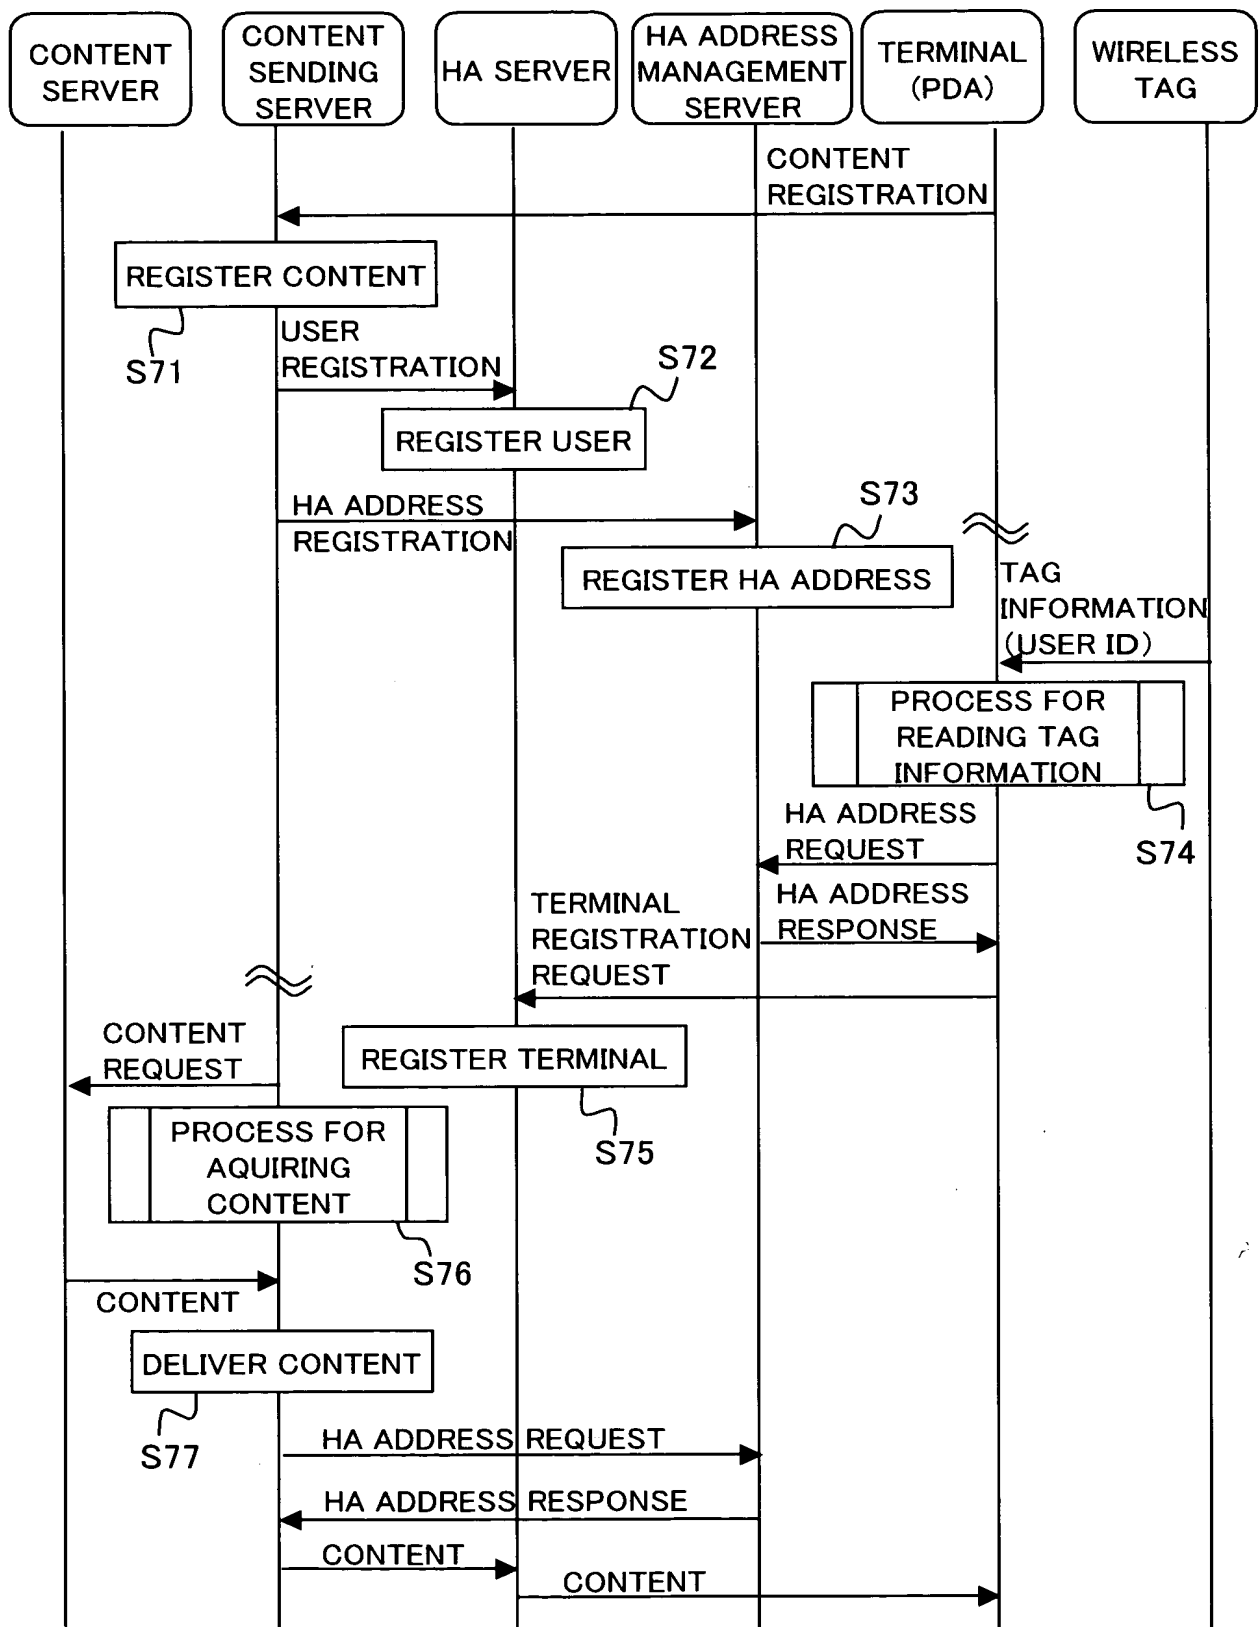 CONTENT
SERVER
CONTENT
SENDING
SERVER
HA SERVER
HA ADDRESS
MANAGEMENT
SERVER
TERMINAL
(PDA)
WIRELESS
TAG
CONTENT
REGISTRATION
REGISTER CONTENT
S71
USER
REGISTRATION
S72
REGISTER USER
HA ADDRESS
REGISTRATION
S73
REGISTER HA ADDRESS
TAG
INFORMATION
(USER ID)
PROCESS FOR
READING TAG
INFORMATION
S74
HA ADDRESS
REQUEST
HA ADDRESS
RESPONSE
TERMINAL
REGISTRATION
REQUEST
REGISTER TERMINAL
S75
CONTENT
REQUEST
PROCESS FOR
AQUIRING
CONTENT
S76
CONTENT
DELIVER CONTENT
S77
HA ADDRESS REQUEST
HA ADDRESS RESPONSE
CONTENT
CONTENT